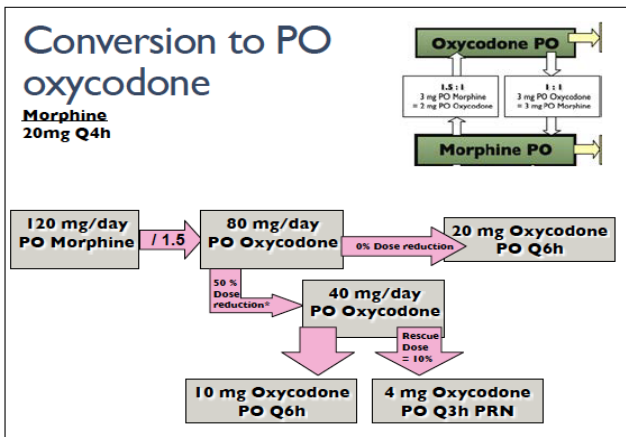 Conversion to PO
oxycodone
Morphine
20mg Q4h
Oxycodone PO
1.5 : 1
3 mg PO Morphine
= 2 mg PO Oxycodone
1 : 1
3 mg PO Oxycodone
= 3 mg PO Morphine
Morphine PO
120 mg/day
PO Morphine
/ 1.5
80 mg/day
PO Oxycodone
0% Dose reduction
20 mg Oxycodone
PO Q6h
50 %
Dose
reduction*
40 mg/day
PO Oxycodone
Rescue
Dose
= 10%
10 mg Oxycodone
PO Q6h
4 mg Oxycodone
PO Q3h PRN